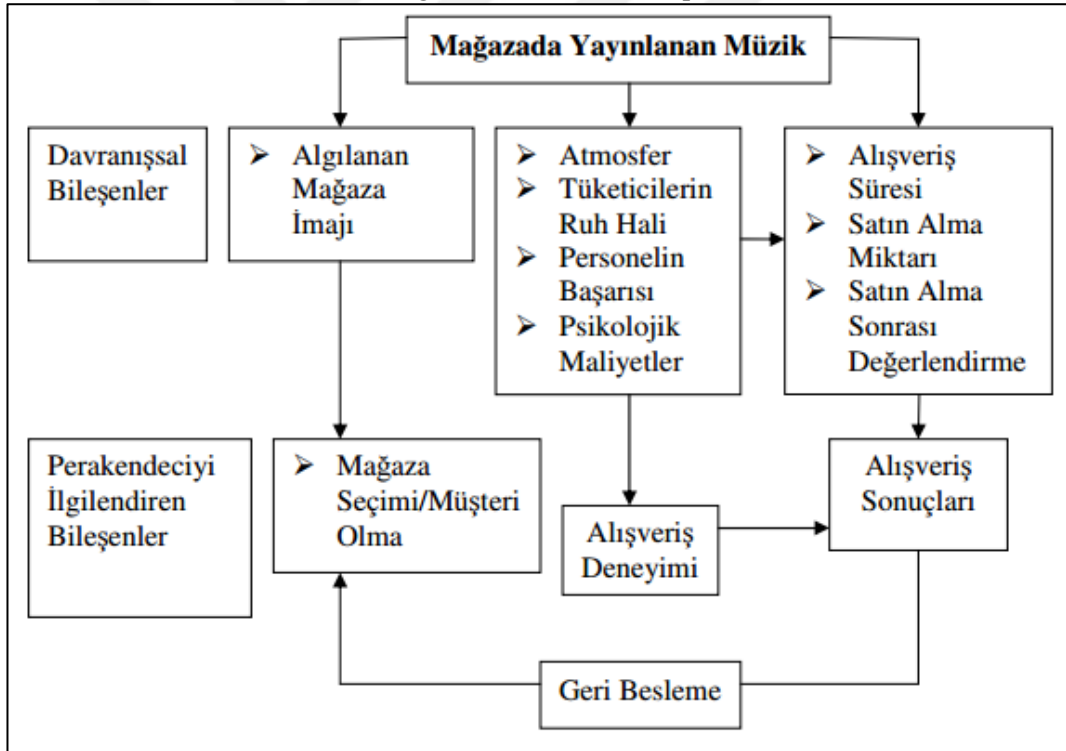 Mağazada Yayınlanan Müzik
Davranışsal
Bileşenler
➢ Algılanan
Mağaza
İmajı
➢ Atmosfer
➢ Tüketicilerin
Ruh Hali
➢ Personelin
Başarısı
➢ Psikolojik
Maliyetler
➢ Alışveriş
Süresi
➢ Satın Alma
Miktarı
➢ Satın Alma
Sonrası
Değerlendirme
Perakendeciyi
İlgilendiren
Bileşenler
➢ Mağaza
Seçimi/Müşteri
Olma
Alışveriş
Deneyimi
Alışveriş
Sonuçları
Geri Besleme